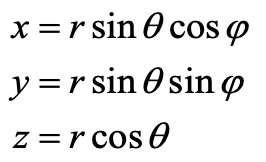 x = r sin θ cos φ
y = r sin θ sin φ
z = r cos θ